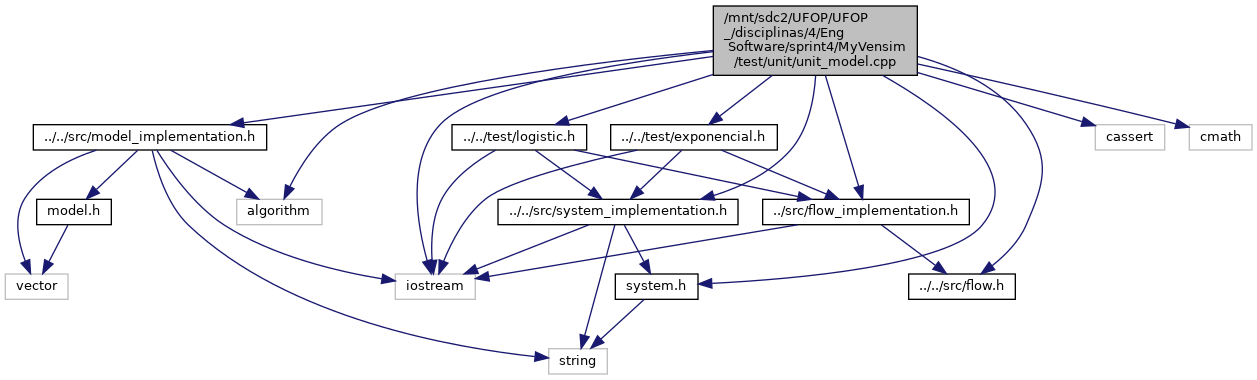 /mnt/sdc2/UFOP/UFOP
_/disciplinas/4/Eng
Software/sprint4/MyVensim
/test/unit/unit_model.cpp
../../src/model_implementation.h
../../test/logistic.h
../../test/exponencial.h
cassert
cmath
model.h
algorithm
../../src/system_implementation.h
../src/flow_implementation.h
vector
iostream
system.h
../../src/flow.h
string